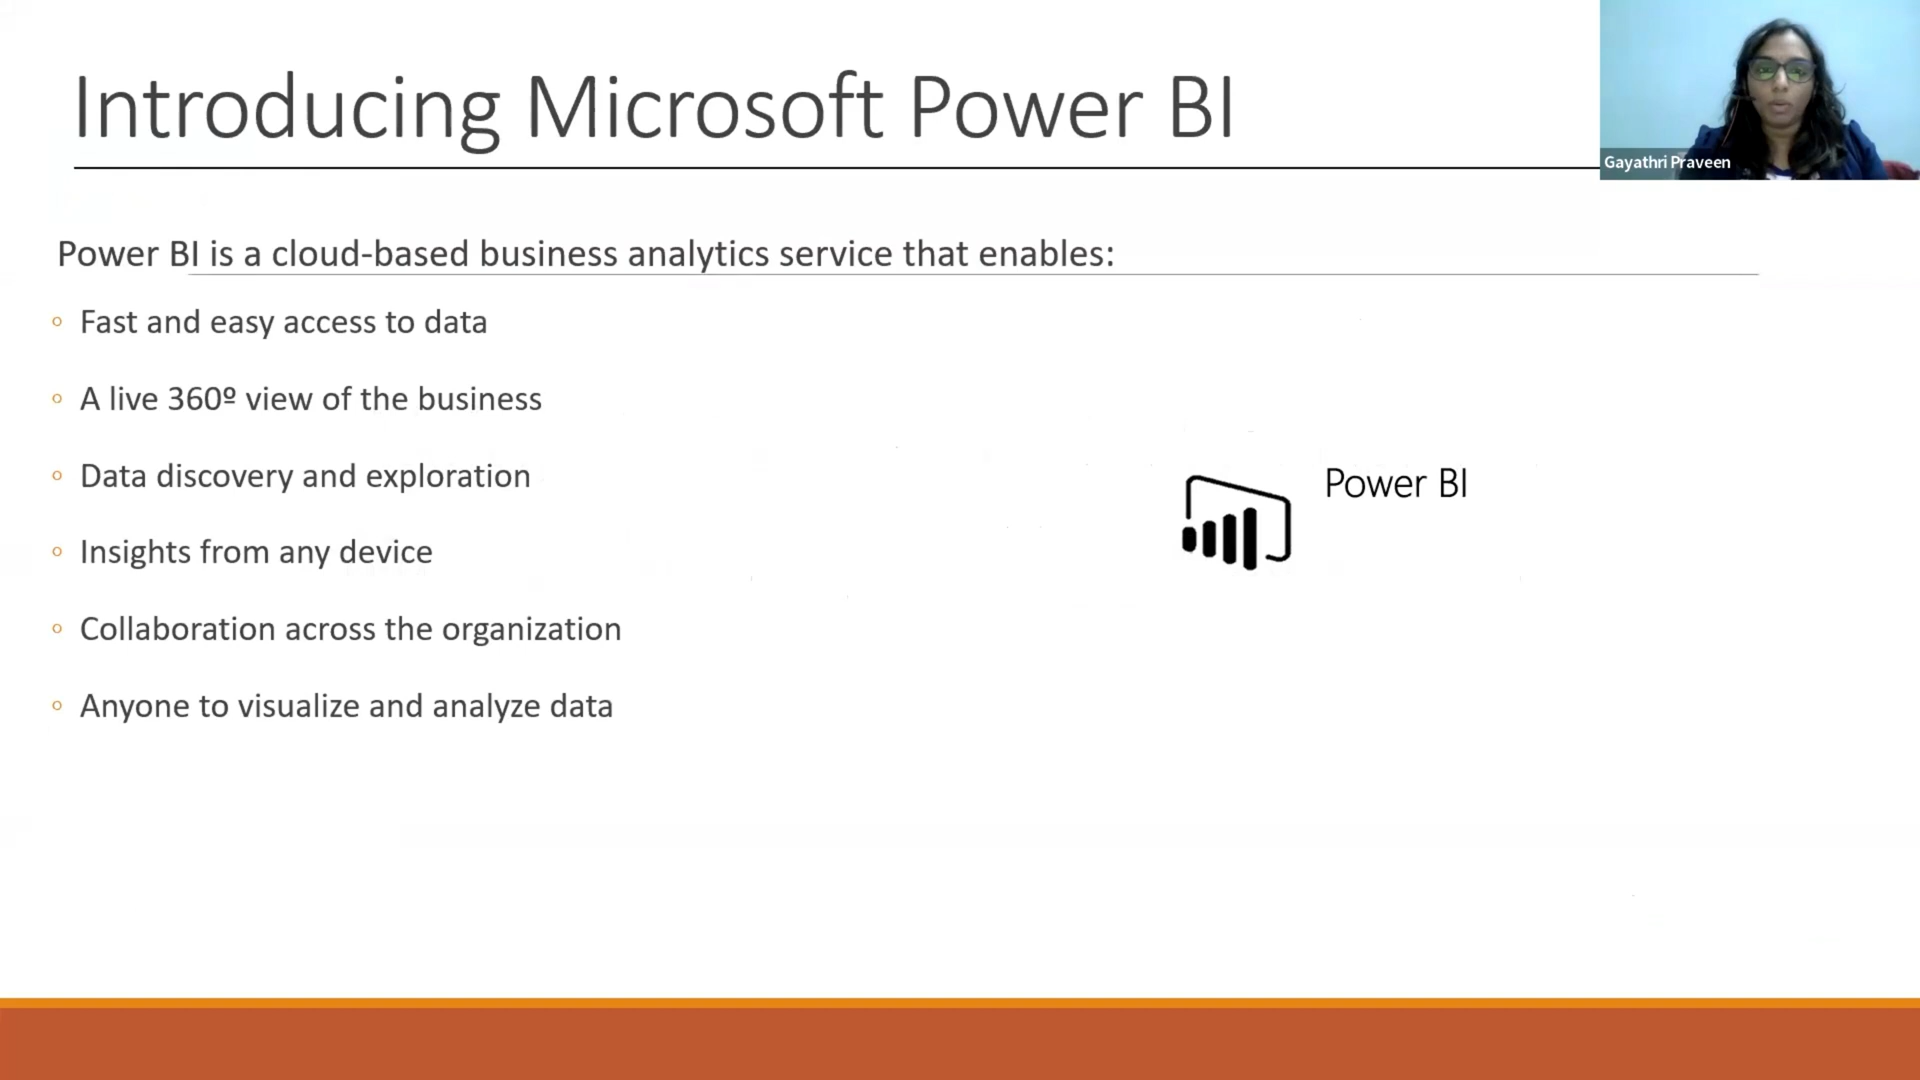 Introducing Microsoft Power BI
Gayathri Praveen
Power BI is a cloud-based business analytics service that enables:
Fast and easy access to data
A live 360º view of the business
Data discovery and exploration
Power BI
Insights from any device
Collaboration across the organization
Anyone to visualize and analyze data